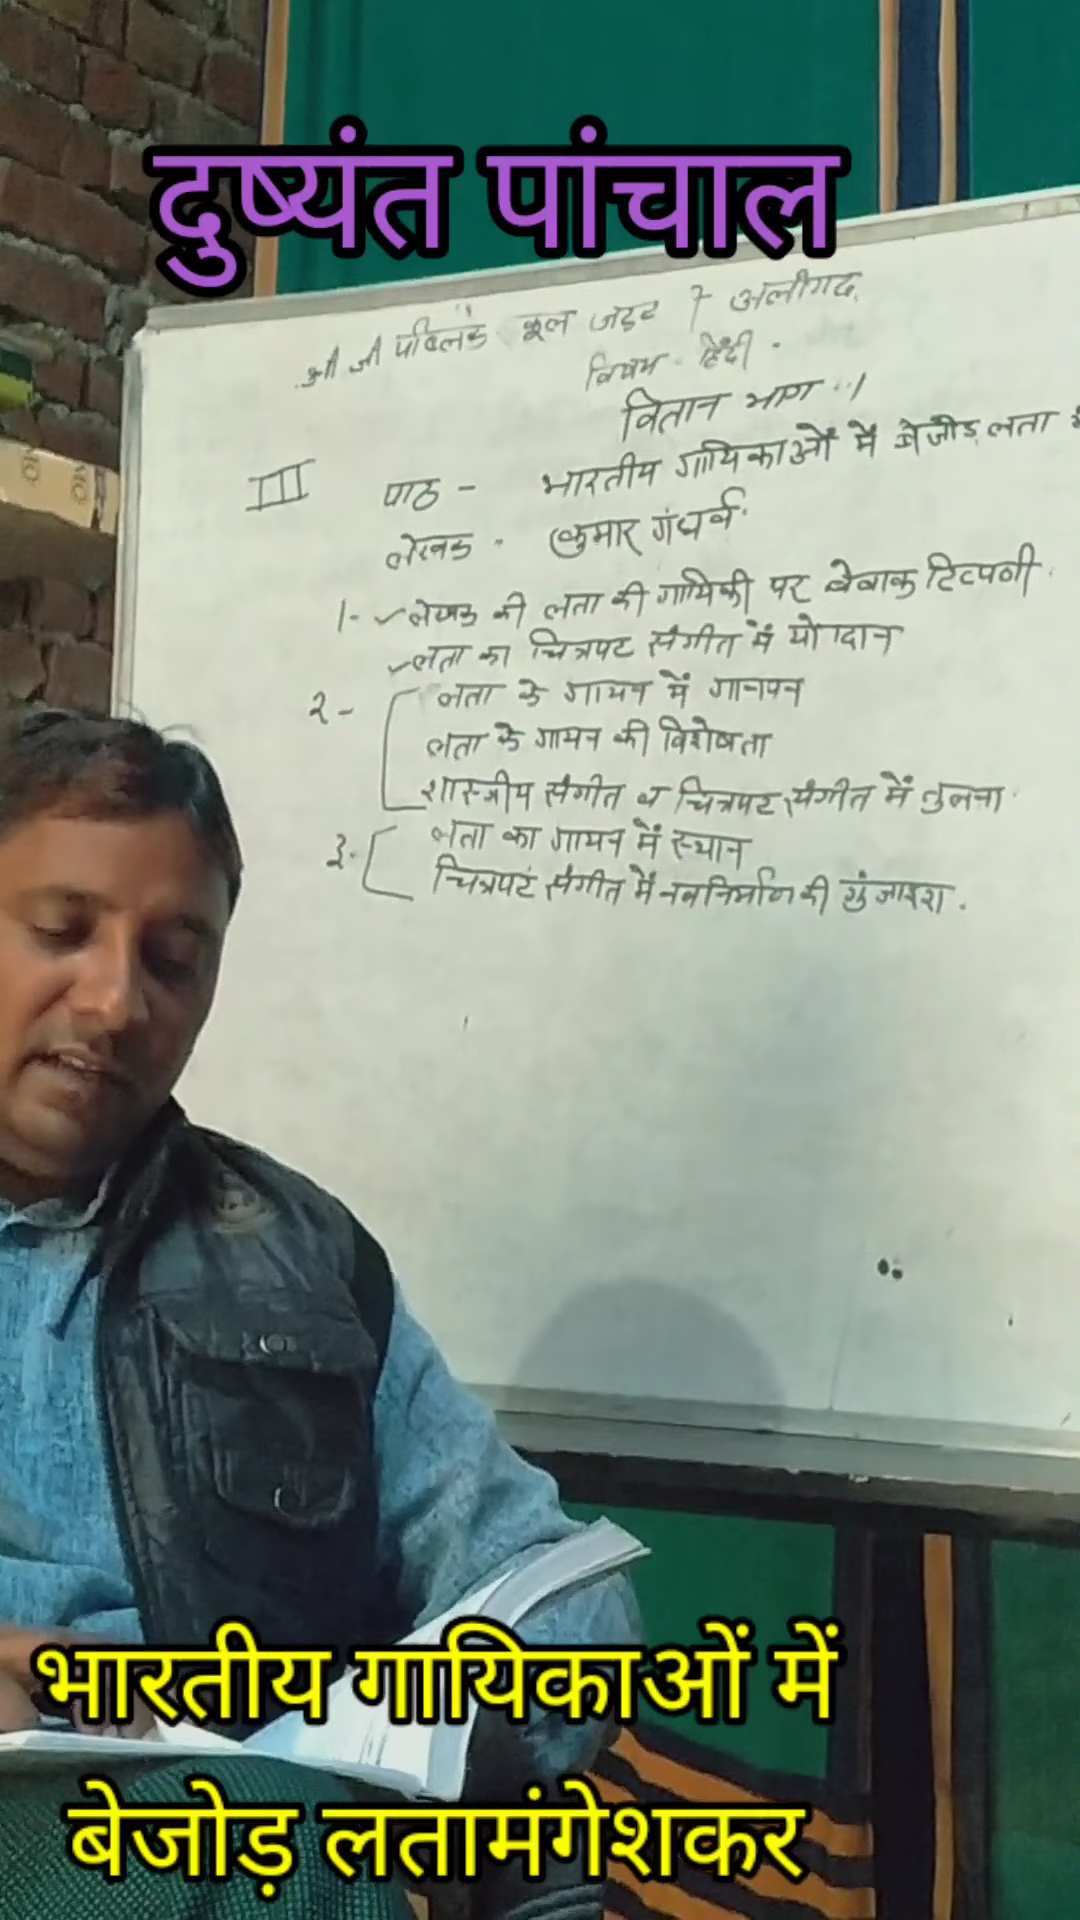 दुष्यंत पांचाल
श्री जी पब्लिक स्कूल जट्ट 7 अलीगढ़
विषय - हिंदी
वितान भाग - 1
III पाठ - भारतीय गायिकाओं में बेजोड़ लता
लेखक - कुमार गंधर्व
1- लेखक की लता की गायिकी पर बेबाक टिप्पणी
लता का चित्रपट संगीत में योगदान
2- लता के गायन में गानपन
लता के गायन की विशेषता
शास्त्रीय संगीत व चित्रपट संगीत में तुलना
3- लता का गायन में स्थान
चित्रपट संगीत में नवनिर्माण की गुंजाइश
भारतीय गायिकाओं में
बेजोड़ लतामंगेशकर